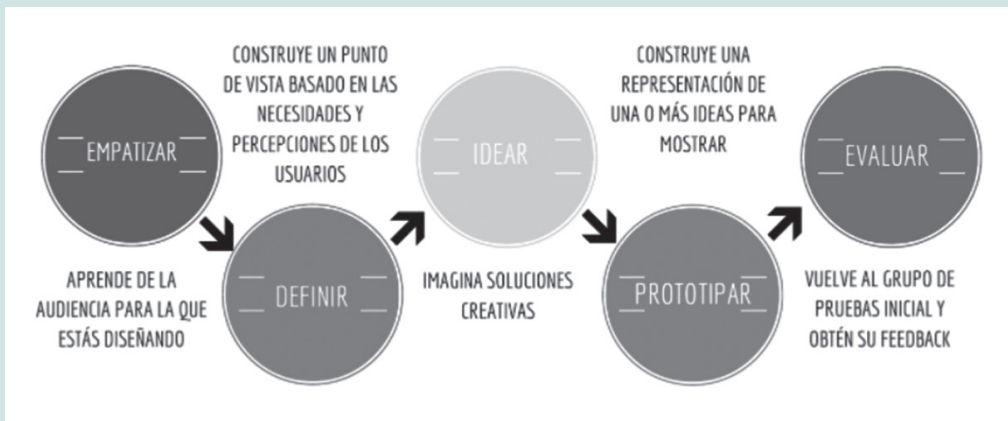 EMPATIZAR
APRENDE DE LA
AUDIENCIA PARA LA QUE
ESTÁS DISEÑANDO
CONSTRUYE UN PUNTO
DE VISTA BASADO EN LAS
NECESIDADES Y
PERCEPCIONES DE LOS
USUARIOS
DEFINIR
IDEAR
IMAGINA SOLUCIONES
CREATIVAS
CONSTRUYE UNA
REPRESENTACIÓN DE
UNA O MÁS IDEAS PARA
MOSTRAR
PROTOTIPAR
EVALUAR
VUELVE AL GRUPO DE
PRUEBAS INICIAL Y
OBTÉN SU FEEDBACK